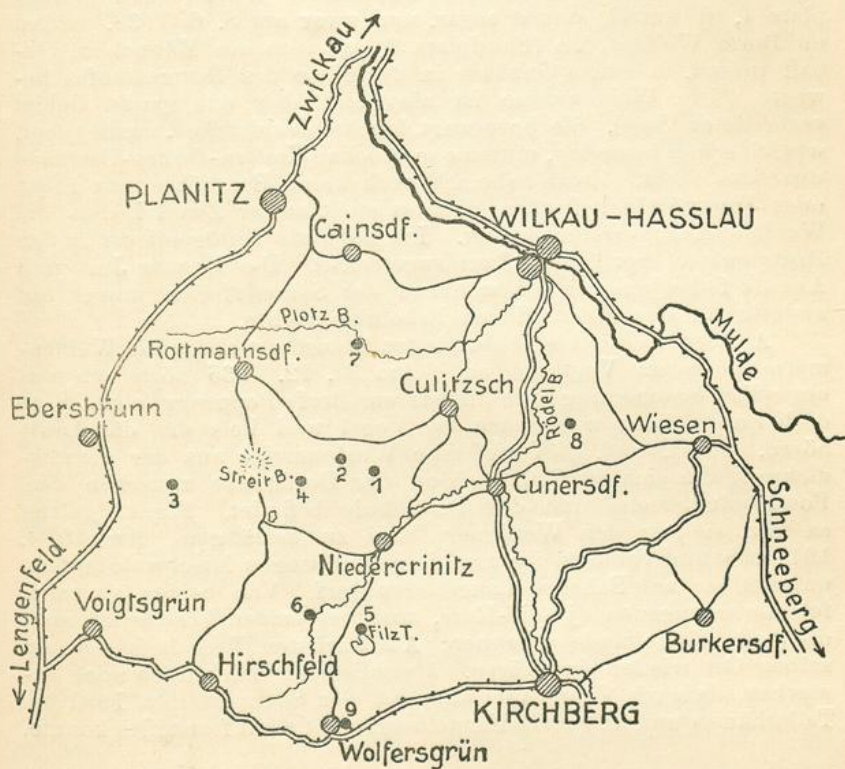 Zwickau
PLANITZ
WILKAU-HASSLAU
Cainsdf.
Plotz B.
7
Mulde
Rottmannsdf.
Culitzsch
Rödel B
Ebersbrunn
8
Wiesen
Streit B.
2
1
4
3
Cunersdf.
Schneeberg
Niedercrinitz
Lengenfeld
Voigtsgrün
6
5
Filz T.
Burkersdf.
Hirschfeld
KIRCHBERG
9
Wolfersgrün